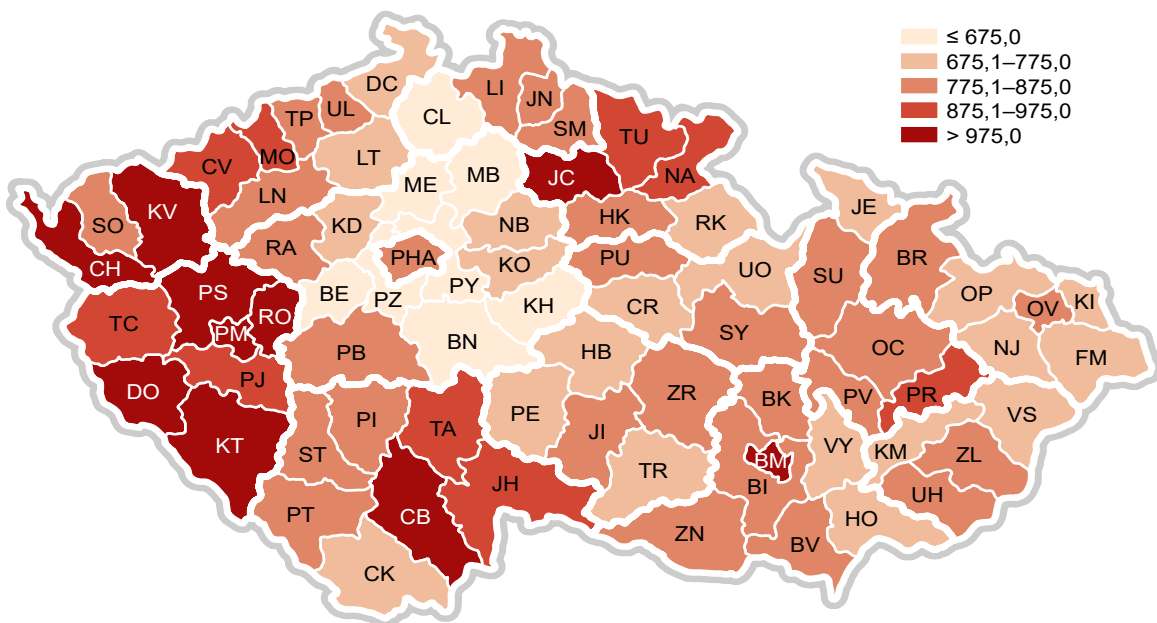 ≤ 675,0
675,1–775,0
775,1–875,0
875,1–975,0
> 975,0
DC
LI
JN
UL
TP
CL
SM
TU
MO
CV
LT
ME
MB
JC
NA
LN
KV
SO
KD
NB
HK
RK
JE
RA
PHA
KO
PU
UO
SU
BR
CH
PS
BE
PZ
PY
KH
CR
OP
OV
KI
TC
PM
RO
PB
BN
HB
SY
OC
NJ
FM
DO
PJ
ZR
BK
PV
PR
VS
KT
PI
TA
PE
JI
VY
KM
ZL
ST
TR
BM
BI
UH
PT
CB
JH
ZN
BV
HO
CK